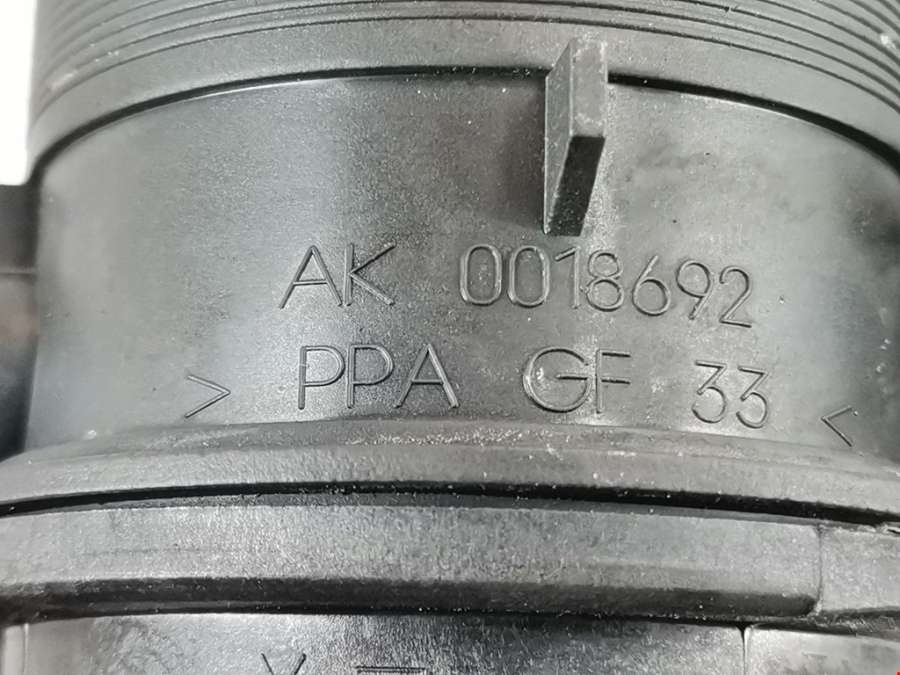 AK 0018692
> PPA GF 33 <